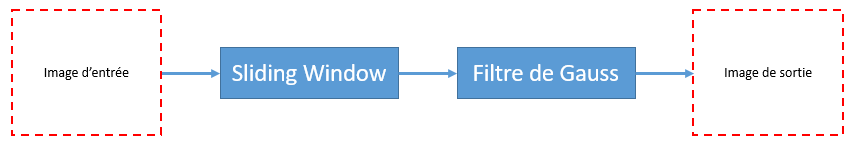 Image d’entrée
Sliding Window
Filtre de Gauss
Image de sortie